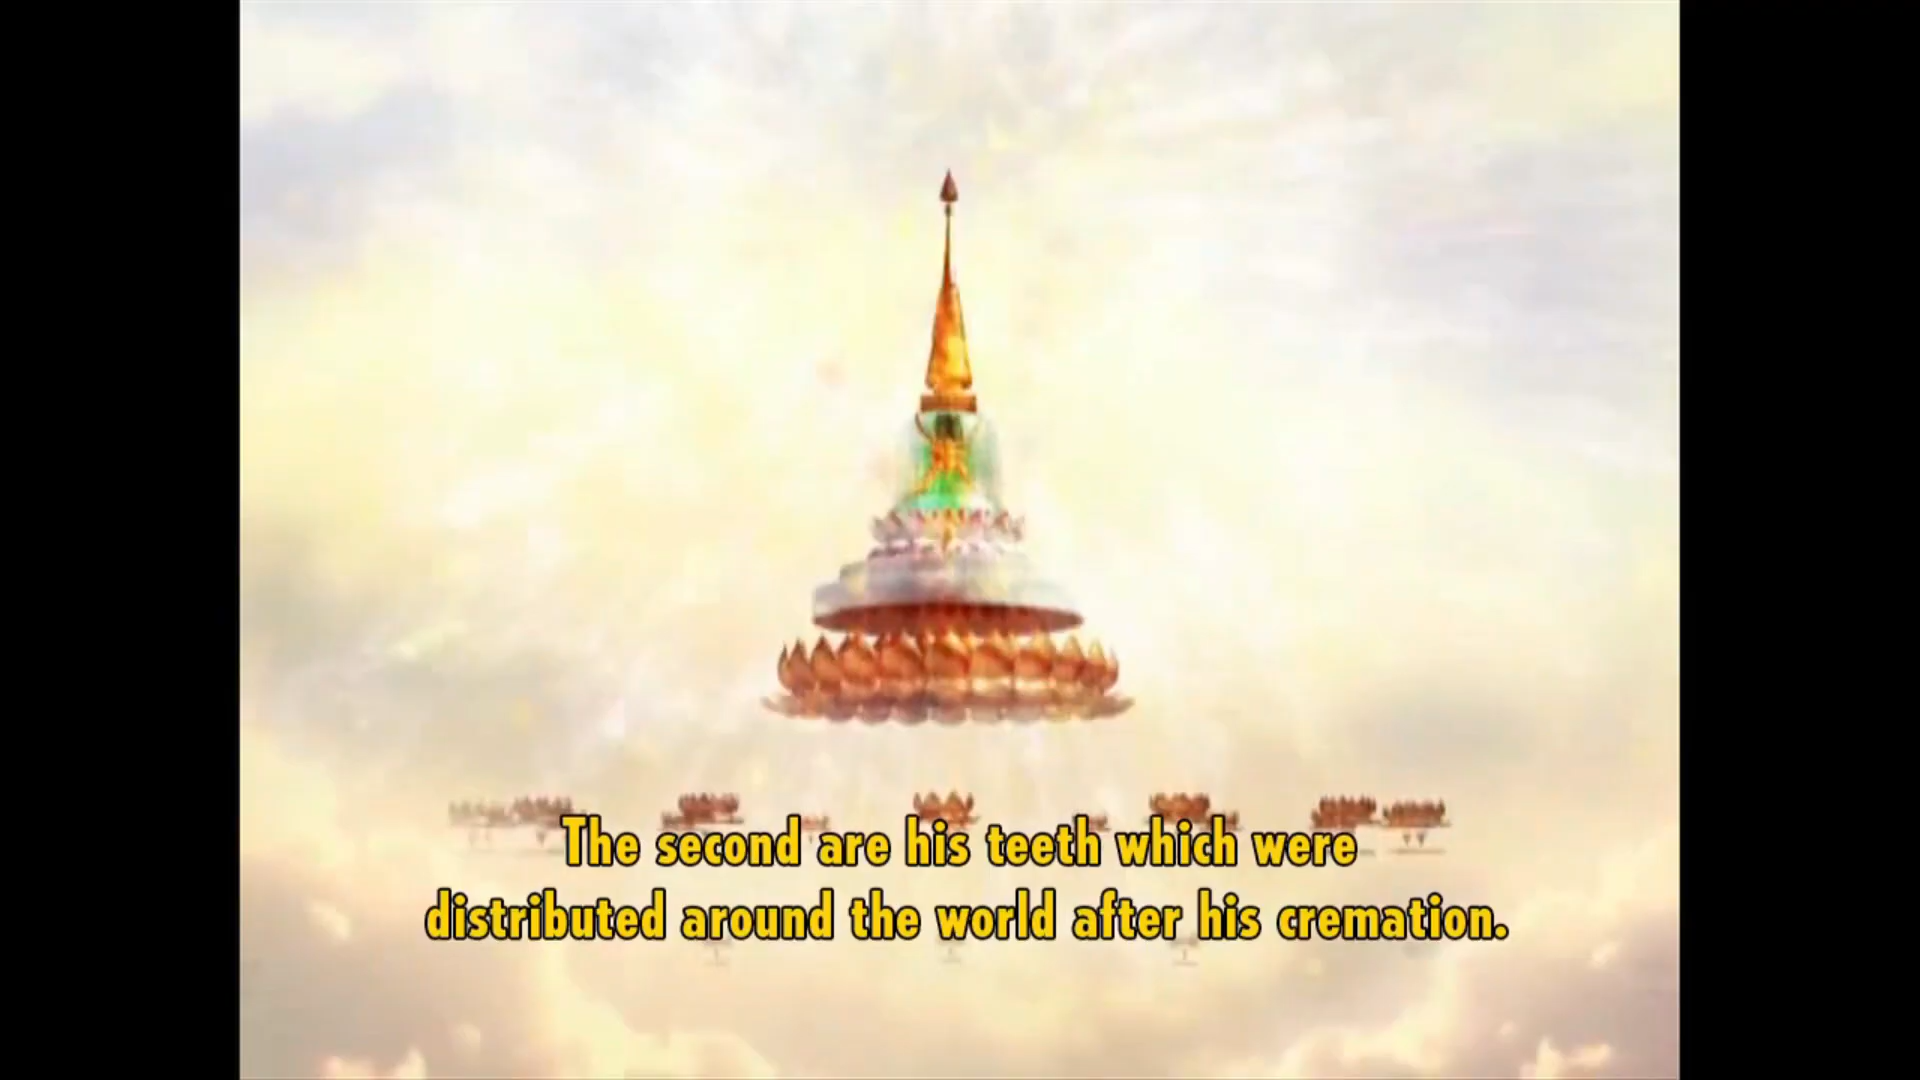 The second are his teeth which were
distributed around the world after his cremation.